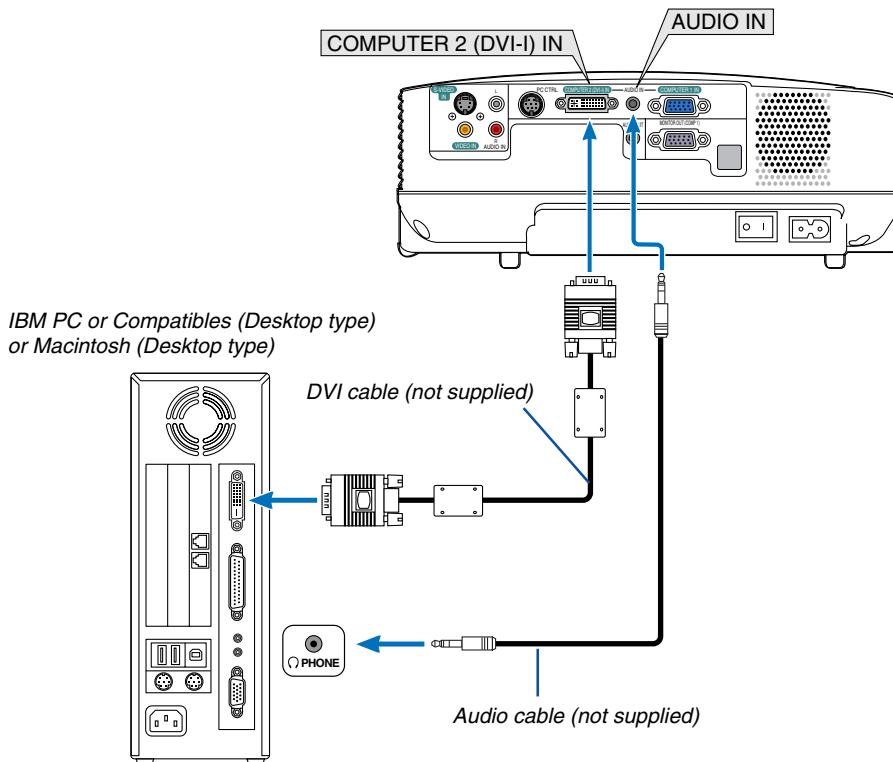 COMPUTER 2 (DVI-I) IN
AUDIO IN
S-VIDEO
IN
L
PC CTRL
COMPUTER 2 (DVI-I) IN
AUDIO IN
COMPUTER 1 IN
VIDEO IN
R
AUDIO IN
MONITOR OUT (COMP 1)
IBM PC or Compatibles (Desktop type)
or Macintosh (Desktop type)
DVI cable (not supplied)
PHONE
Audio cable (not supplied)